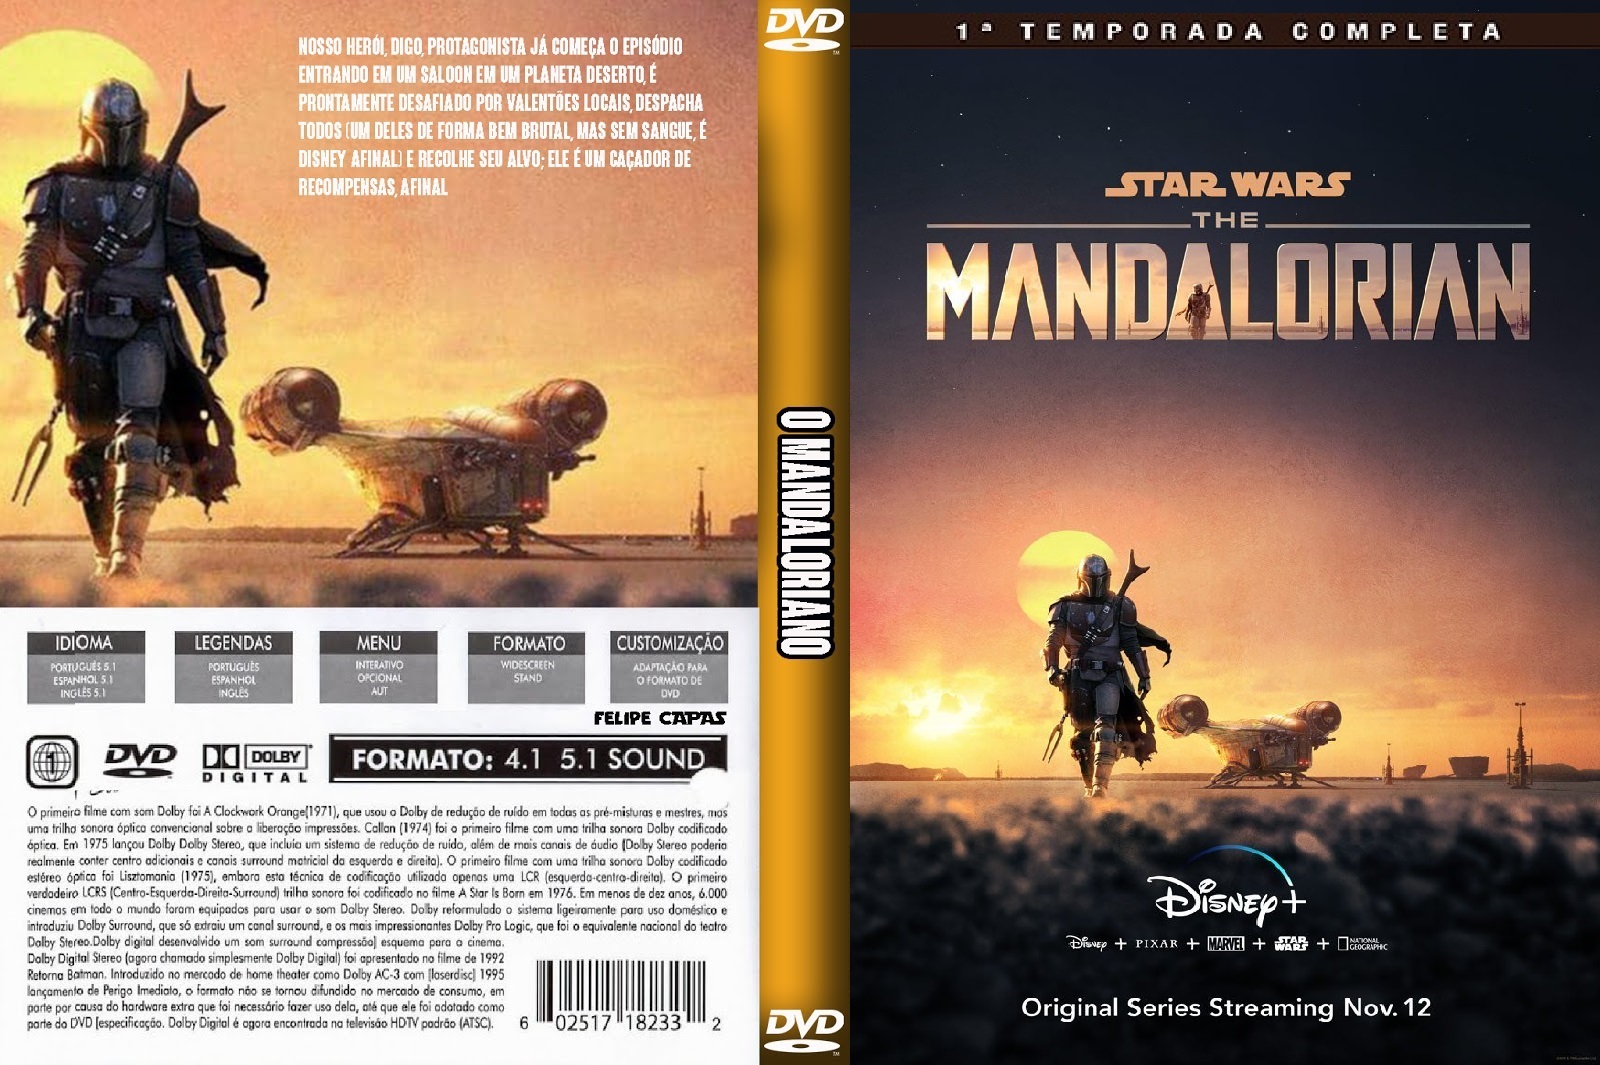 NOSSO HERÓI, DIGO, PROTAGONISTA JÁ COMEÇA O EPISÓDIO
ENTRANDO EM UM SALOON EM UM PLANETA DESERTO, É
PRONTAMENTE DESAFIADO POR VALENTÕES LOCAIS, DESPACHA
TODOS (UM DELES DE FORMA BEM BRUTAL, MAS SEM SANGUE, É
DISNEY AFINAL) E RECOLHE SEU ALVO; ELE É UM CAÇADOR DE
RECOMPENSAS, AFINAL
IDIOMA
PORTUGUÊS 5.1
ESPANHOL 5.1
INGLÊS 5.1
LEGENDAS
PORTUGUÊS
ESPANHOL
INGLÊS
MENU
INTERATIVO
OPCIONAL
AUT
FORMATO
WIDESCREEN
STAND
CUSTOMIZAÇÃO
ADAPTAÇÃO PARA
O FORMATO DE
DVD
FELIPE CAPAS
1
DVD
DOLBY
DIGITAL
FORMATO: 4.1 5.1 SOUND
O primeiro filme com som Dolby foi A Clockwork Orange(1971), que usou o Dolby de redução de ruído em todas as pré-misturas e mestres, mas
uma trilha sonora óptica convencional sobre a liberação impressões. Callan (1974) foi o primeiro filme com uma trilha sonora Dolby codificado
óptica. Em 1975 lançou Dolby Dolby Stereo, que incluia um sistema de redução de ruído, além de mais canais de áudio (Dolby Stereo poderia
realmente conter centro adicionais e canais surround matricial da esquerda e direita). O primeiro filme com uma trilha sonora Dolby codificado
estéreo óptica foi Lisztomania (1975), embora esta técnica de codificação utilizada apenas uma LCR (esquerda-centro-direita). O primeiro
verdadeiro LCRS (Centro-Esquerda-Direita-Surround) trilha sonora foi codificado no filme A Star Is Born em 1976. Em menos de dez anos, 6.000
cinemas em todo o mundo foram equipados para usar o som Dolby Stereo. Dolby reformulado o sistema ligeiramente para uso doméstico e
introduziu Dolby Surround, que só extraiu um canal surround, e os mais impressionantes Dolby Pro Logic, que foi o equivalente nacional do teatro
Dolby Stereo.Dolby digital desenvolvido um som surround compressão] esquema para o cinema.
Dolby Digital Stereo (agora chamado simplesmente Dolby Digital) foi apresentado no filme de 1992
Retorna Batman. Introduzido no mercado de home theater como Dolby AC-3 com [laserdisc] 1995
lançamento de Perigo Imediato, o formato não se tornou difundido no mercado de consumo, em
parte por causa do hardware extra que foi necessário fazer uso dela, até que ele foi adotado como
parte do DVD [especificação. Dolby Digital é agora encontrada na televisão HDTV padrão (ATSC).
6 02517 18233 2
DVD
O MANDALORIANO
DVD
1ª TEMPORADA COMPLETA
STAR WARS
THE
MANDALORIAN
Disney+
Disney + PIXAR + MARVEL + STAR WARS + NATIONAL GEOGRAPHIC
Original Series Streaming Nov. 12